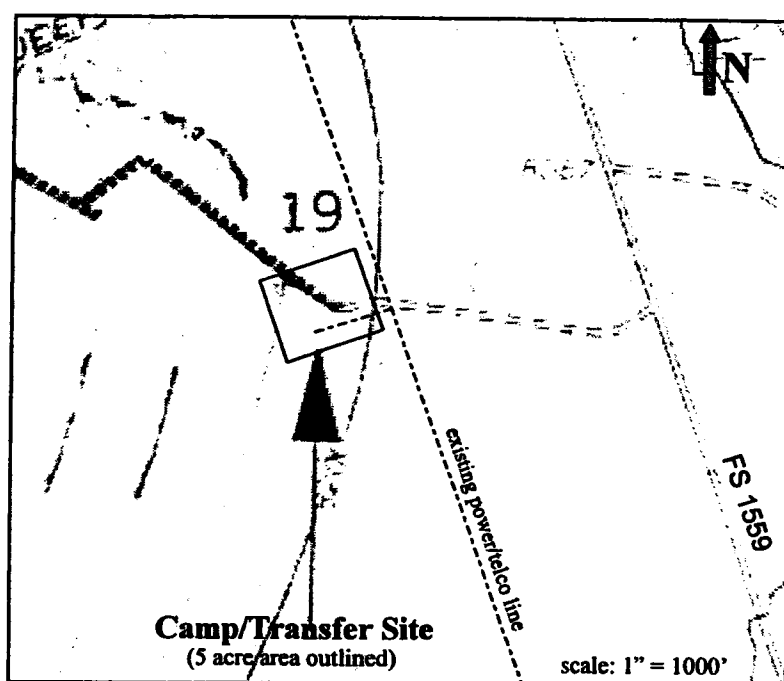 N
19
existing power/telco line
FS 1559
Camp/Transfer Site
(5 acre area outlined)
scale: 1” = 1000’